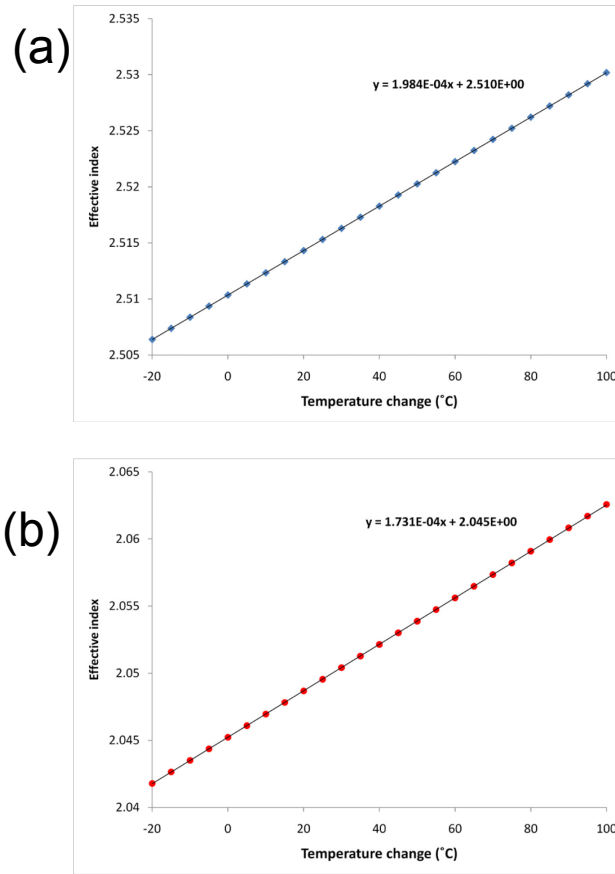 (a)
2.535
2.53
2.525
2.52
2.515
2.51
2.505
Effective index
y = 1.984E-04x + 2.510E+00
-20 0 20 40 60 80 100
Temperature change (˚C)
(b)
2.065
2.06
2.055
2.05
2.045
2.04
Effective index
y = 1.731E-04x + 2.045E+00
-20 0 20 40 60 80 100
Temperature change (˚C)